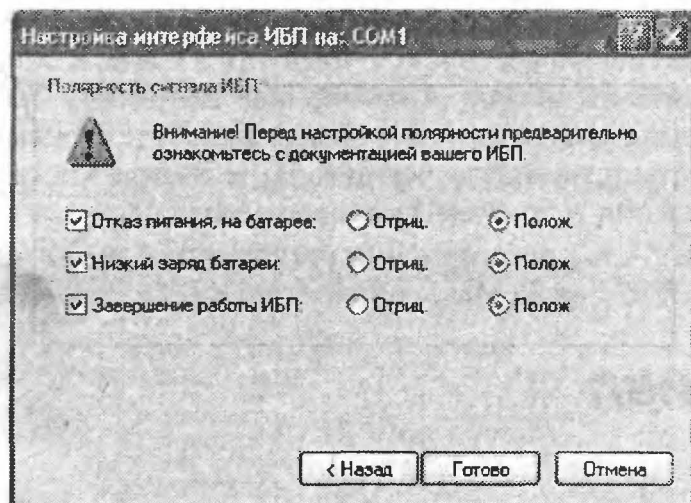 Настройка интерфейса ИБП на: COM1
Полярность сигнала ИБП
Внимание! Перед настройкой полярности предварительно
ознакомьтесь с документацией вашего ИБП.
Отказ питания, на батарее: Отриц. Полож.
Низкий заряд батареи: Отриц. Полож.
Завершение работы ИБП: Отриц. Полож.
< Назад Готово Отмена